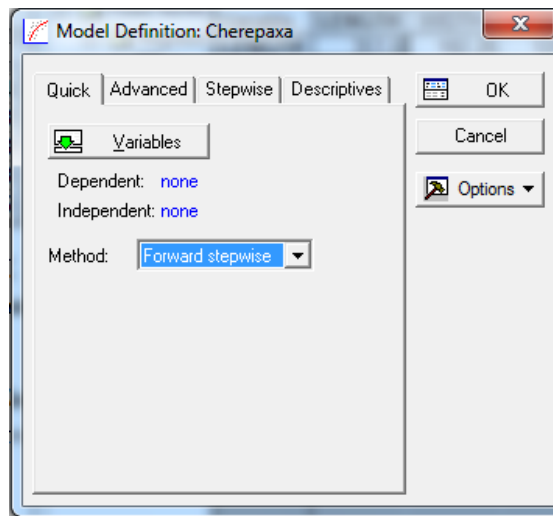 Model Definition: Cherepaxa
x
Quick Advanced Stepwise Descriptives
OK
Variables
Cancel
Dependent: none
Options
Independent: none
Method: Forward stepwise